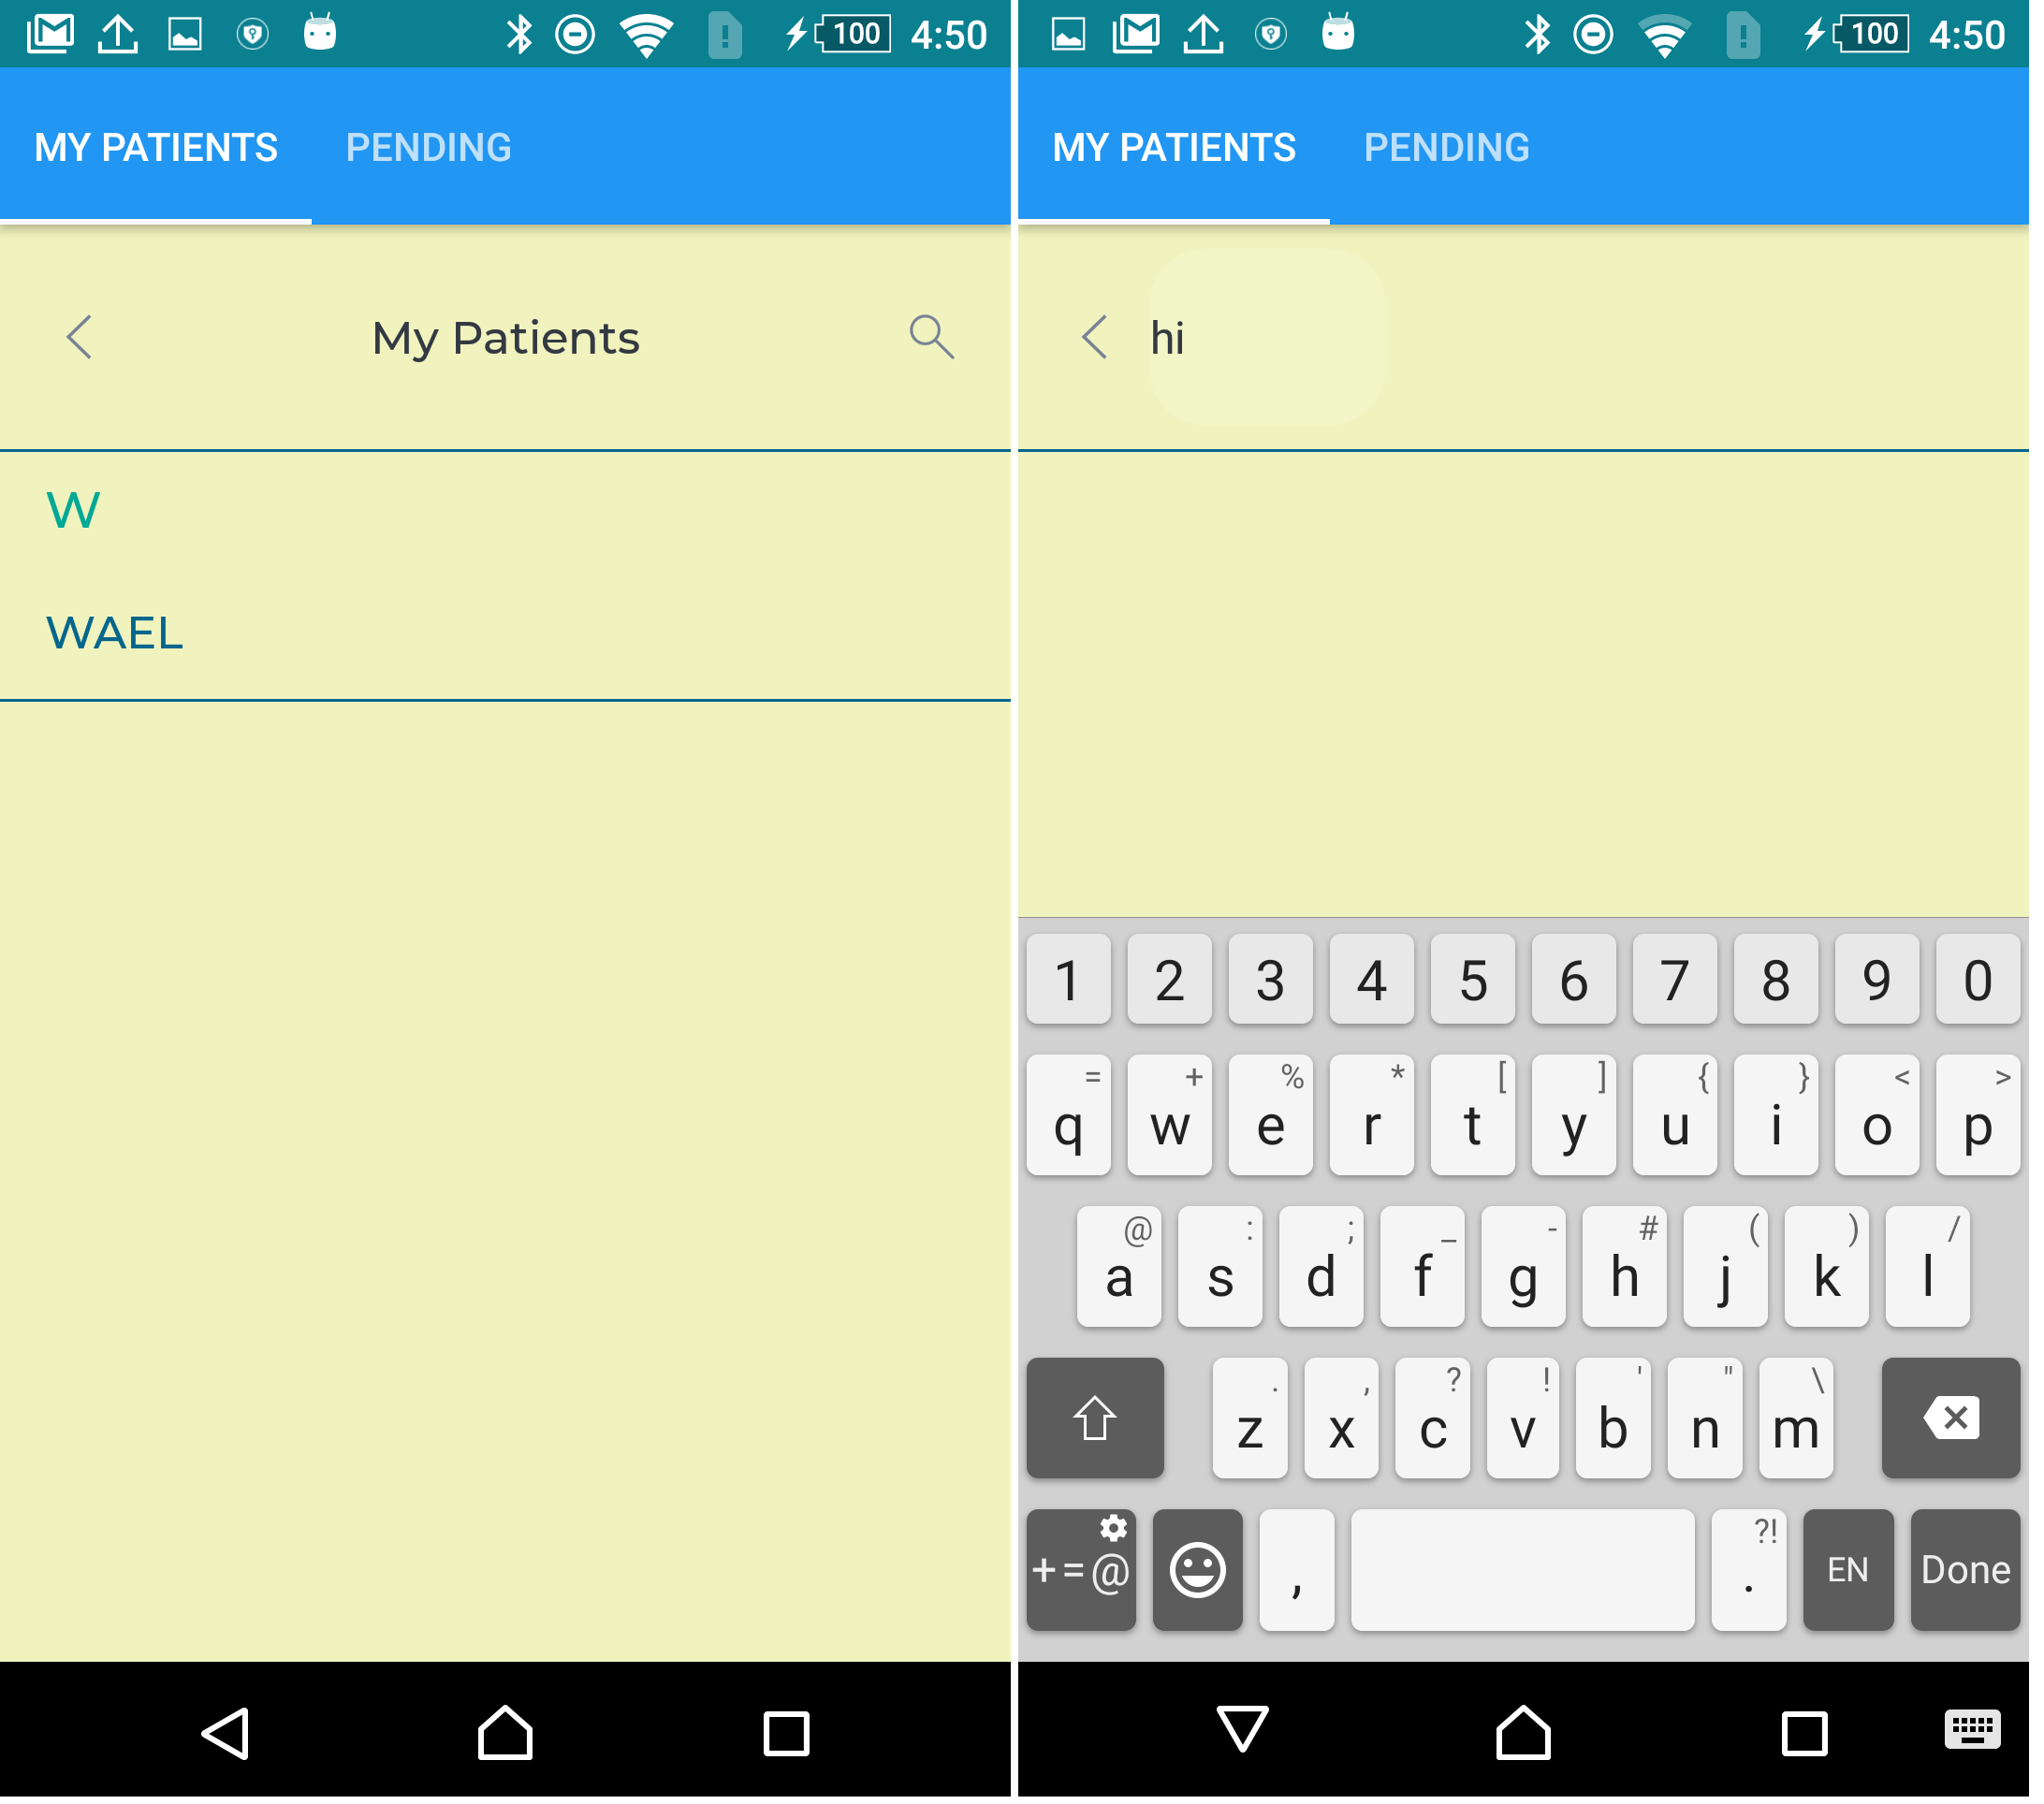 100 4:50
MY PATIENTS PENDING
My Patients
W
WAEL
100 4:50
MY PATIENTS PENDING
hi
1 2 3 4 5 6 7 8 9 0
= + % * [ ] { } < >
q w e r t y u i o p
@ : ; _ - # ( ) /
a s d f g h j k l
. , ? ! ' " \
z x c v b n m
+=@ , ?! . EN Done